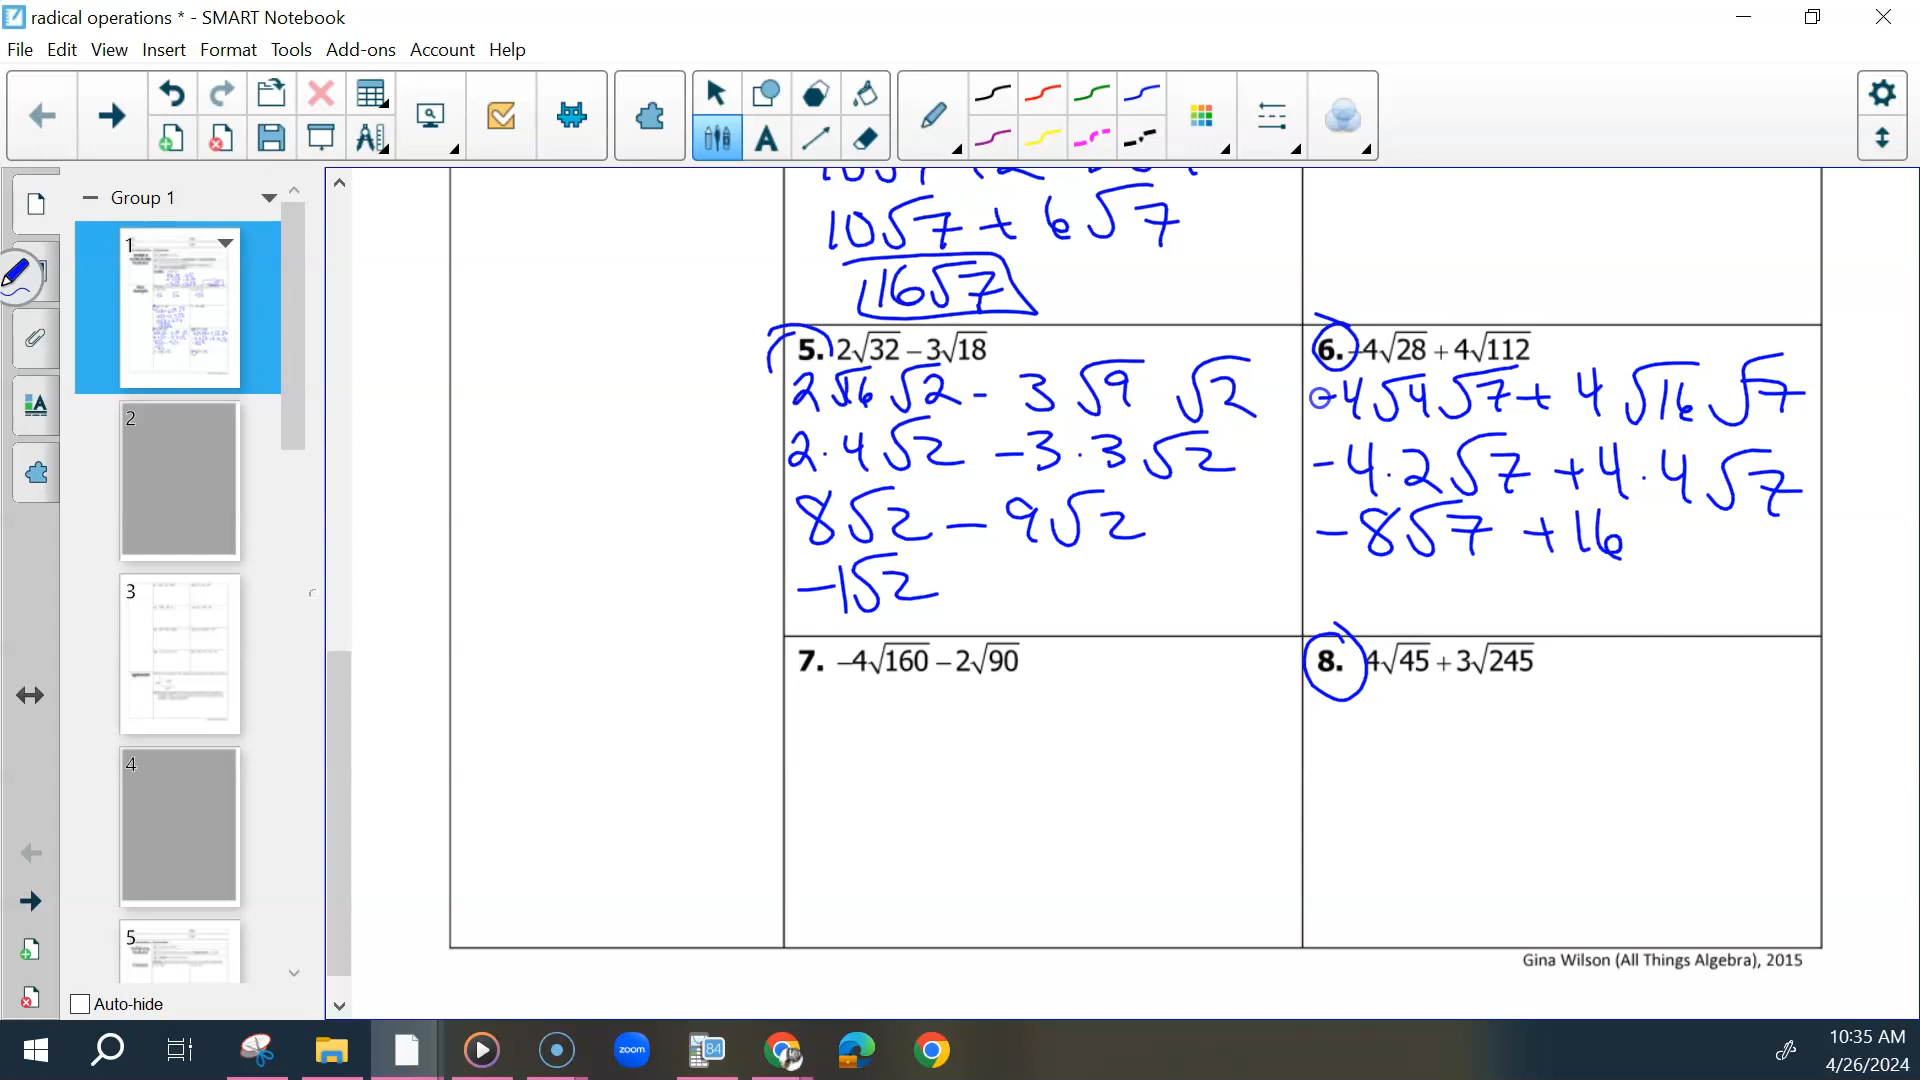 radical operations * - SMART Notebook
File Edit View Insert Format Tools Add-ons Account Help
Group 1
1
2
3
4
5
Auto-hide
10√7 + 6√7
16√7
5. 2√32 – 3√18
2√16 √2 - 3 √9 √2
2·4√2 - 3·3√2
8√2 - 9√2
-1√2
6. –4√28 + 4√112
-4√4√7 + 4√16√7
-4·2√7 + 4·4√7
-8√7 + 16
7. –4√160 – 2√90
8. 4√45 + 3√245
Gina Wilson (All Things Algebra), 2015
zoom
84
10:35 AM
4/26/2024